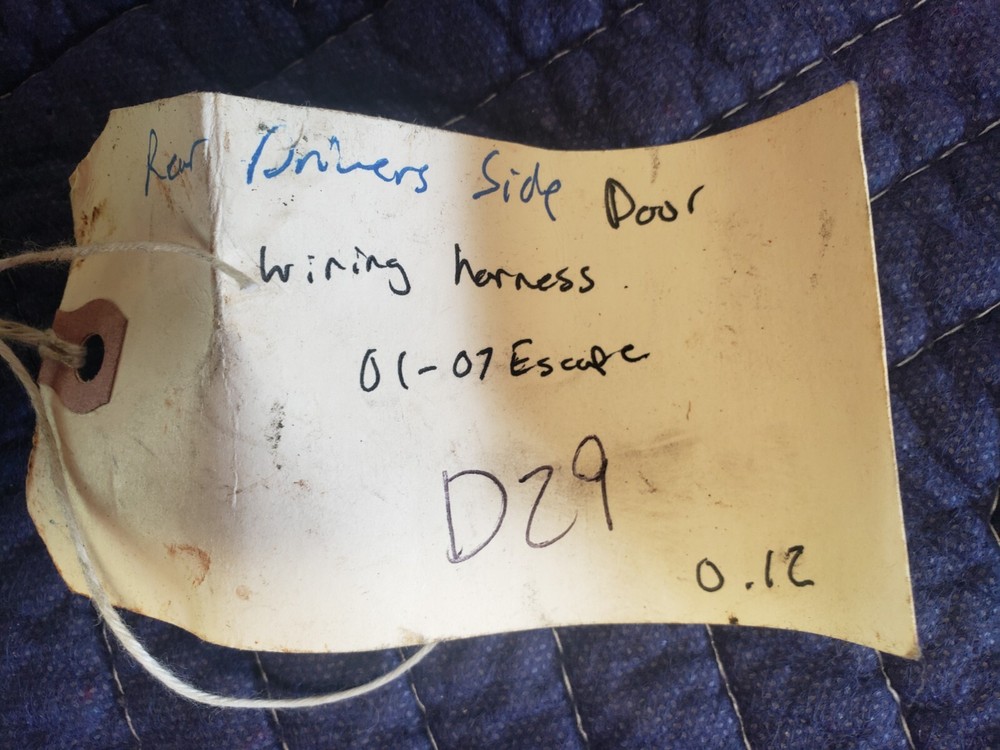 Rear Drivers Side Door
wiring harness.
01-07 Escape
D29
0.12